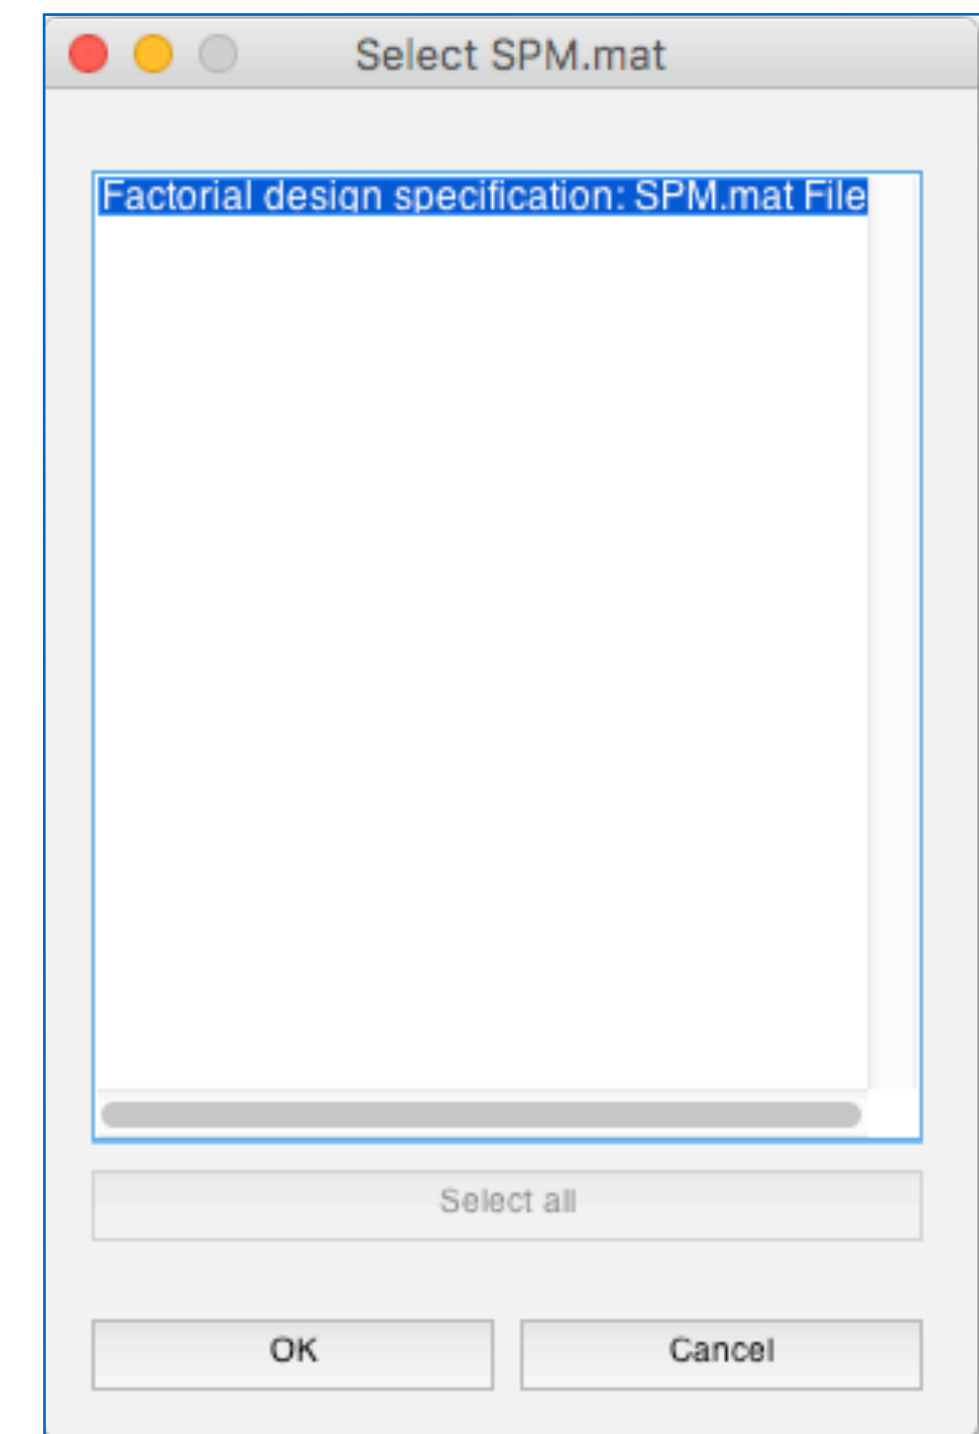 Select SPM.mat
Factorial design specification: SPM.mat File
Select all
OK
Cancel